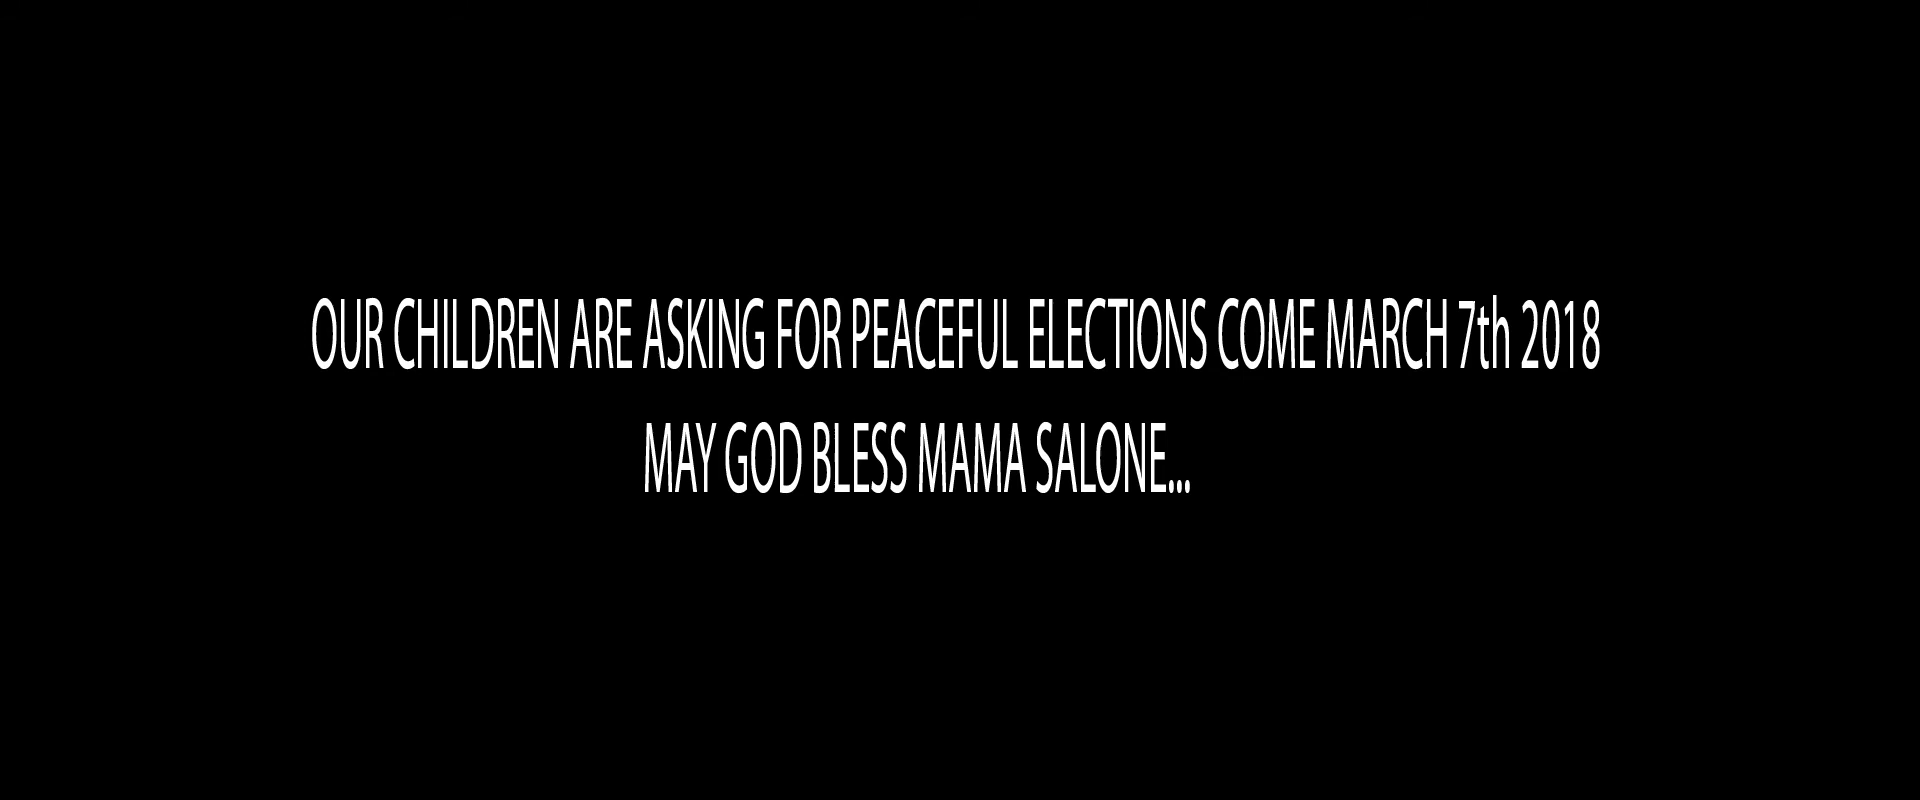 OUR CHILDREN ARE ASKING FOR PEACEFUL ELECTIONS COME MARCH 7th 2018
MAY GOD BLESS MAMA SALONE...